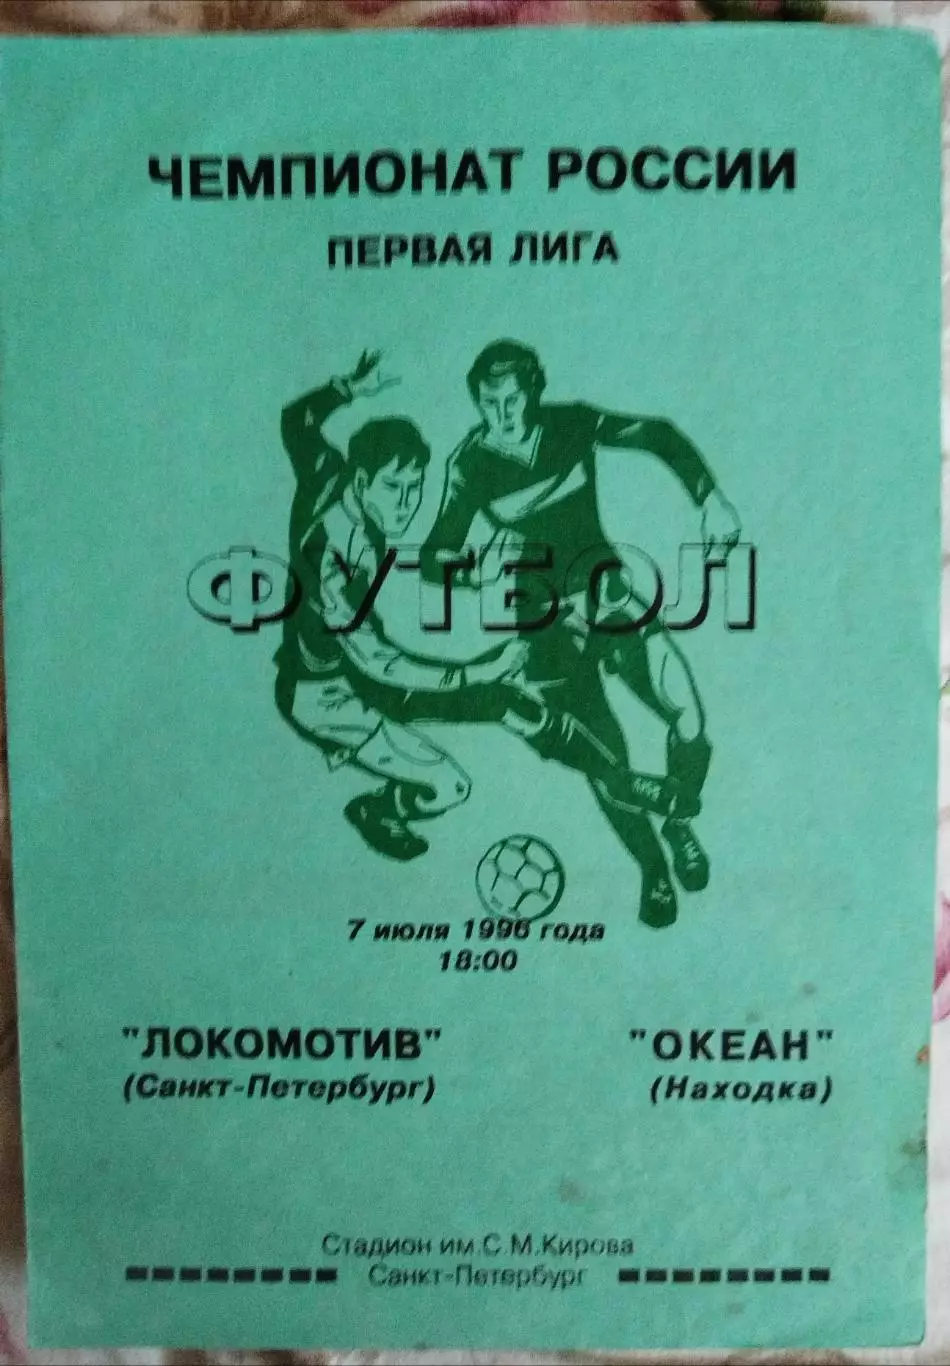 ЧЕМПИОНАТ РОССИИ
ПЕРВАЯ ЛИГА
ФУТБОЛ
7 июля 1996 года
18:00
"ЛОКОМОТИВ" "ОКЕАН"
(Санкт-Петербург) (Находка)
Стадион им.С.М.Кирова
Санкт-Петербург